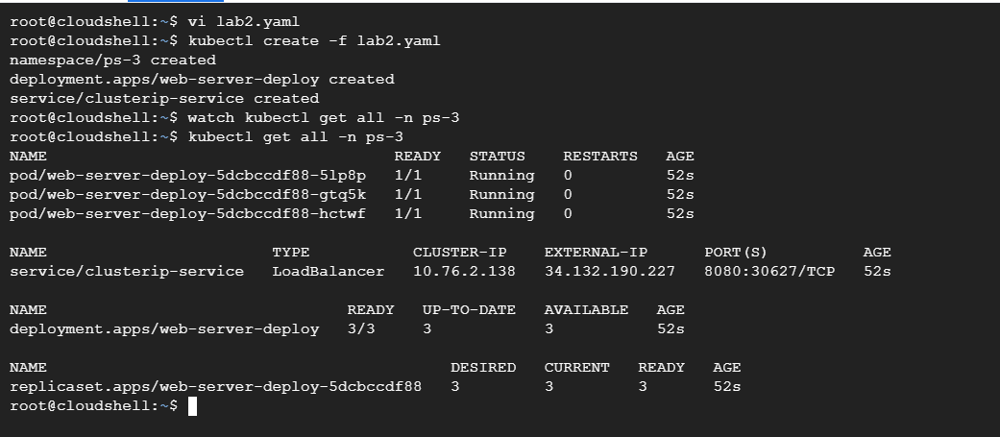 root@cloudshell:~$ vi lab2.yaml
root@cloudshell:~$ kubectl create -f lab2.yaml
namespace/ps-3 created
deployment.apps/web-server-deploy created
service/clusterip-service created
root@cloudshell:~$ watch kubectl get all -n ps-3
root@cloudshell:~$ kubectl get all -n ps-3
NAME READY STATUS RESTARTS AGE
pod/web-server-deploy-5dcbccdf88-5lp8p 1/1 Running 0 52s
pod/web-server-deploy-5dcbccdf88-gtq5k 1/1 Running 0 52s
pod/web-server-deploy-5dcbccdf88-hctwf 1/1 Running 0 52s
NAME TYPE CLUSTER-IP EXTERNAL-IP PORT(S) AGE
service/clusterip-service LoadBalancer 10.76.2.138 34.132.190.227 8080:30627/TCP 52s
NAME READY UP-TO-DATE AVAILABLE AGE
deployment.apps/web-server-deploy 3/3 3 3 52s
NAME DESIRED CURRENT READY AGE
replicaset.apps/web-server-deploy-5dcbccdf88 3 3 3 52s
root@cloudshell:~$